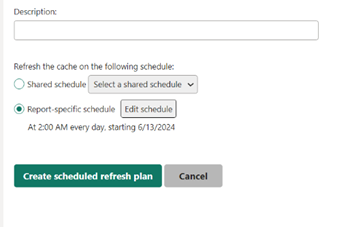 Description:
Refresh the cache on the following schedule:
Shared schedule Select a shared schedule
Report-specific schedule Edit schedule
At 2:00 AM every day, starting 6/13/2024
Create scheduled refresh plan Cancel